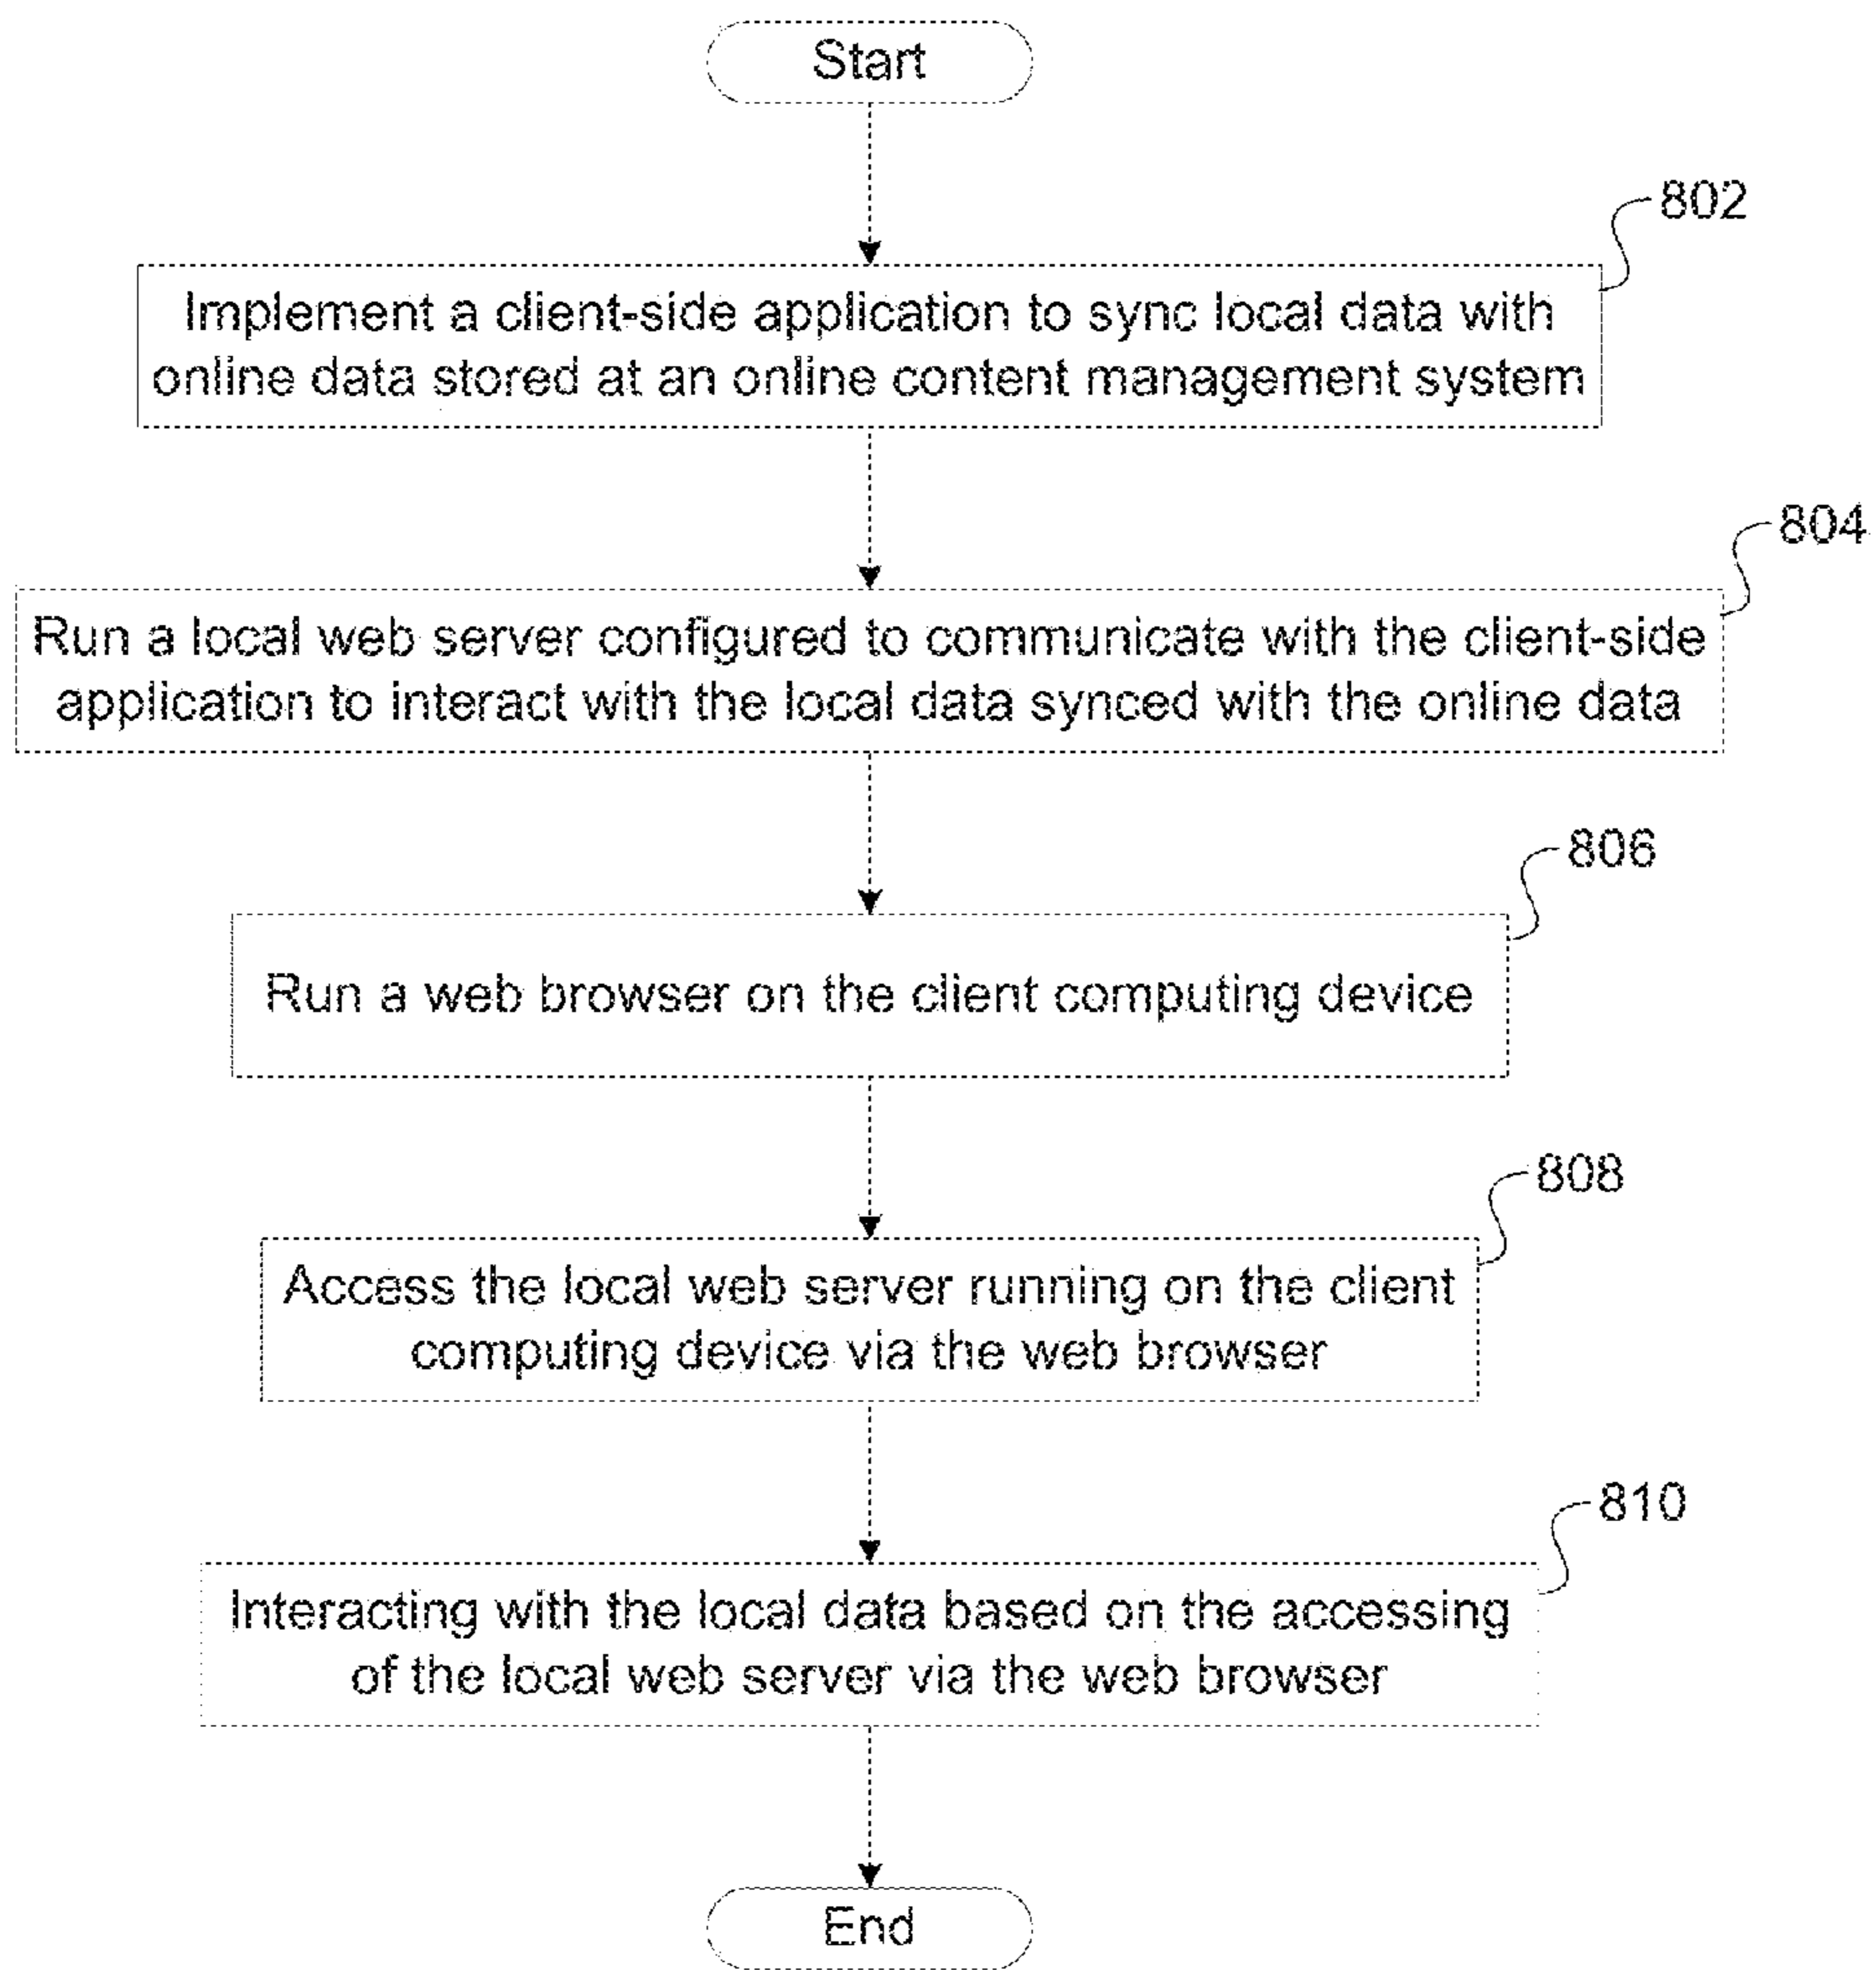 Start
802
Implement a client-side application to sync local data with
online data stored at an online content management system
804
Run a local web server configured to communicate with the client-side
application to interact with the local data synced with the online data
806
Run a web browser on the client computing device
808
Access the local web server running on the client
computing device via the web browser
810
Interacting with the local data based on the accessing
of the local web server via the web browser
End